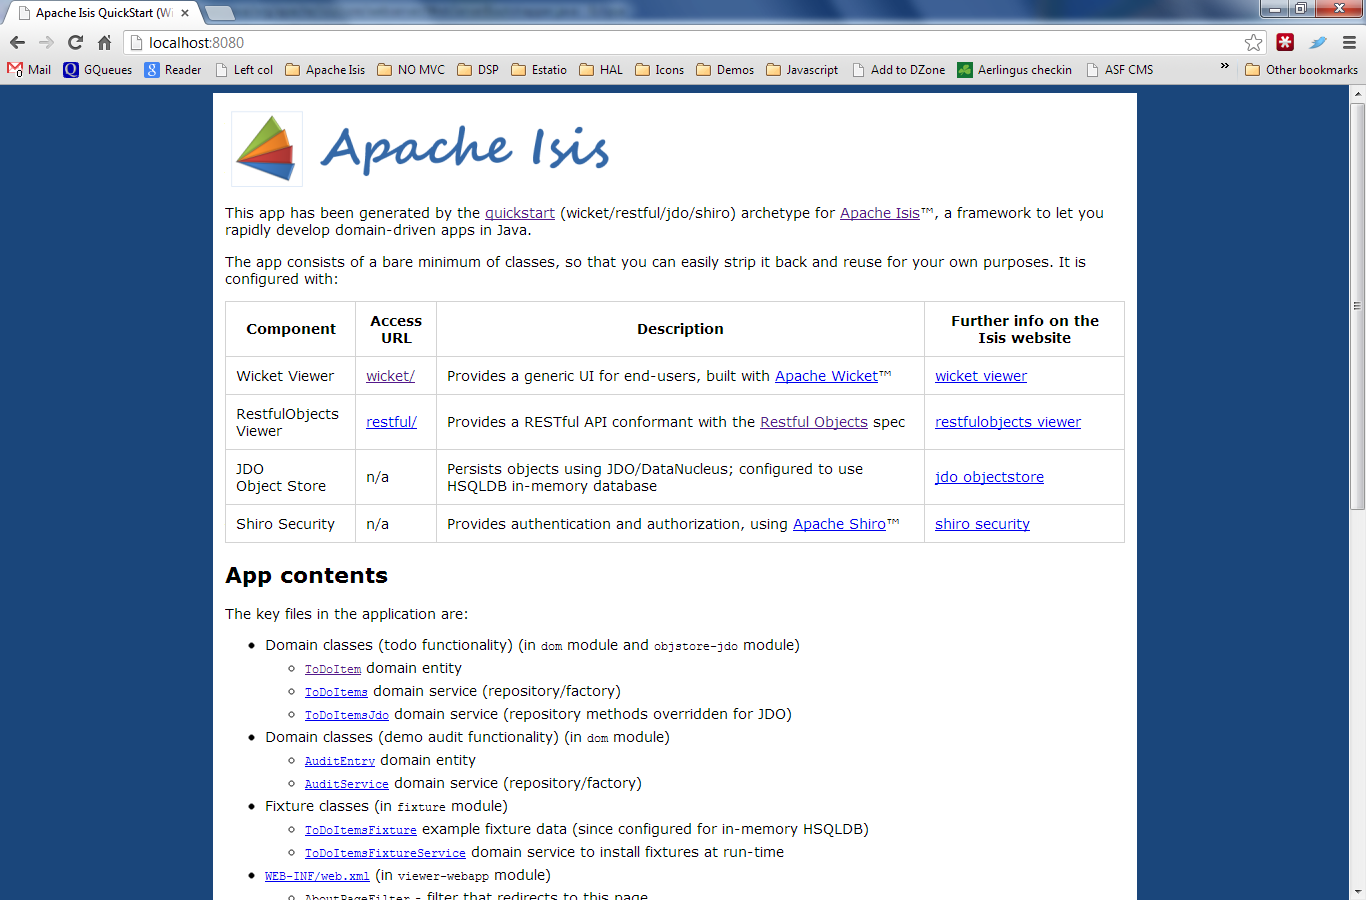 Apache Isis QuickStart (Wi
localhost:8080
Mail GQueues Reader Left col Apache Isis NO MVC DSP Estatio HAL Icons Demos Javascript Add to DZone Aerlingus checkin ASF CMS » Other bookmarks
Apache Isis
This app has been generated by the quickstart (wicket/restful/jdo/shiro) archetype for Apache Isis™, a framework to let you
rapidly develop domain-driven apps in Java.
The app consists of a bare minimum of classes, so that you can easily strip it back and reuse for your own purposes. It is
configured with:
Component
Access
URL
Description
Further info on the
Isis website
Wicket Viewer
wicket/
Provides a generic UI for end-users, built with Apache Wicket™
wicket viewer
RestfulObjects
Viewer
restful/
Provides a RESTful API conformant with the Restful Objects spec
restfulobjects viewer
JDO
Object Store
n/a
Persists objects using JDO/DataNucleus; configured to use
HSQLDB in-memory database
jdo objectstore
Shiro Security
n/a
Provides authentication and authorization, using Apache Shiro™
shiro security
App contents
The key files in the application are:
Domain classes (todo functionality) (in dom module and objstore-jdo module)
ToDoItem domain entity
ToDoItems domain service (repository/factory)
ToDoItemsJdo domain service (repository methods overridden for JDO)
Domain classes (demo audit functionality) (in dom module)
AuditEntry domain entity
AuditService domain service (repository/factory)
Fixture classes (in fixture module)
ToDoItemsFixture example fixture data (since configured for in-memory HSQLDB)
ToDoItemsFixtureService domain service to install fixtures at run-time
WEB-INF/web.xml (in viewer-webapp module)
AboutPageFilter - filter that redirects to this page